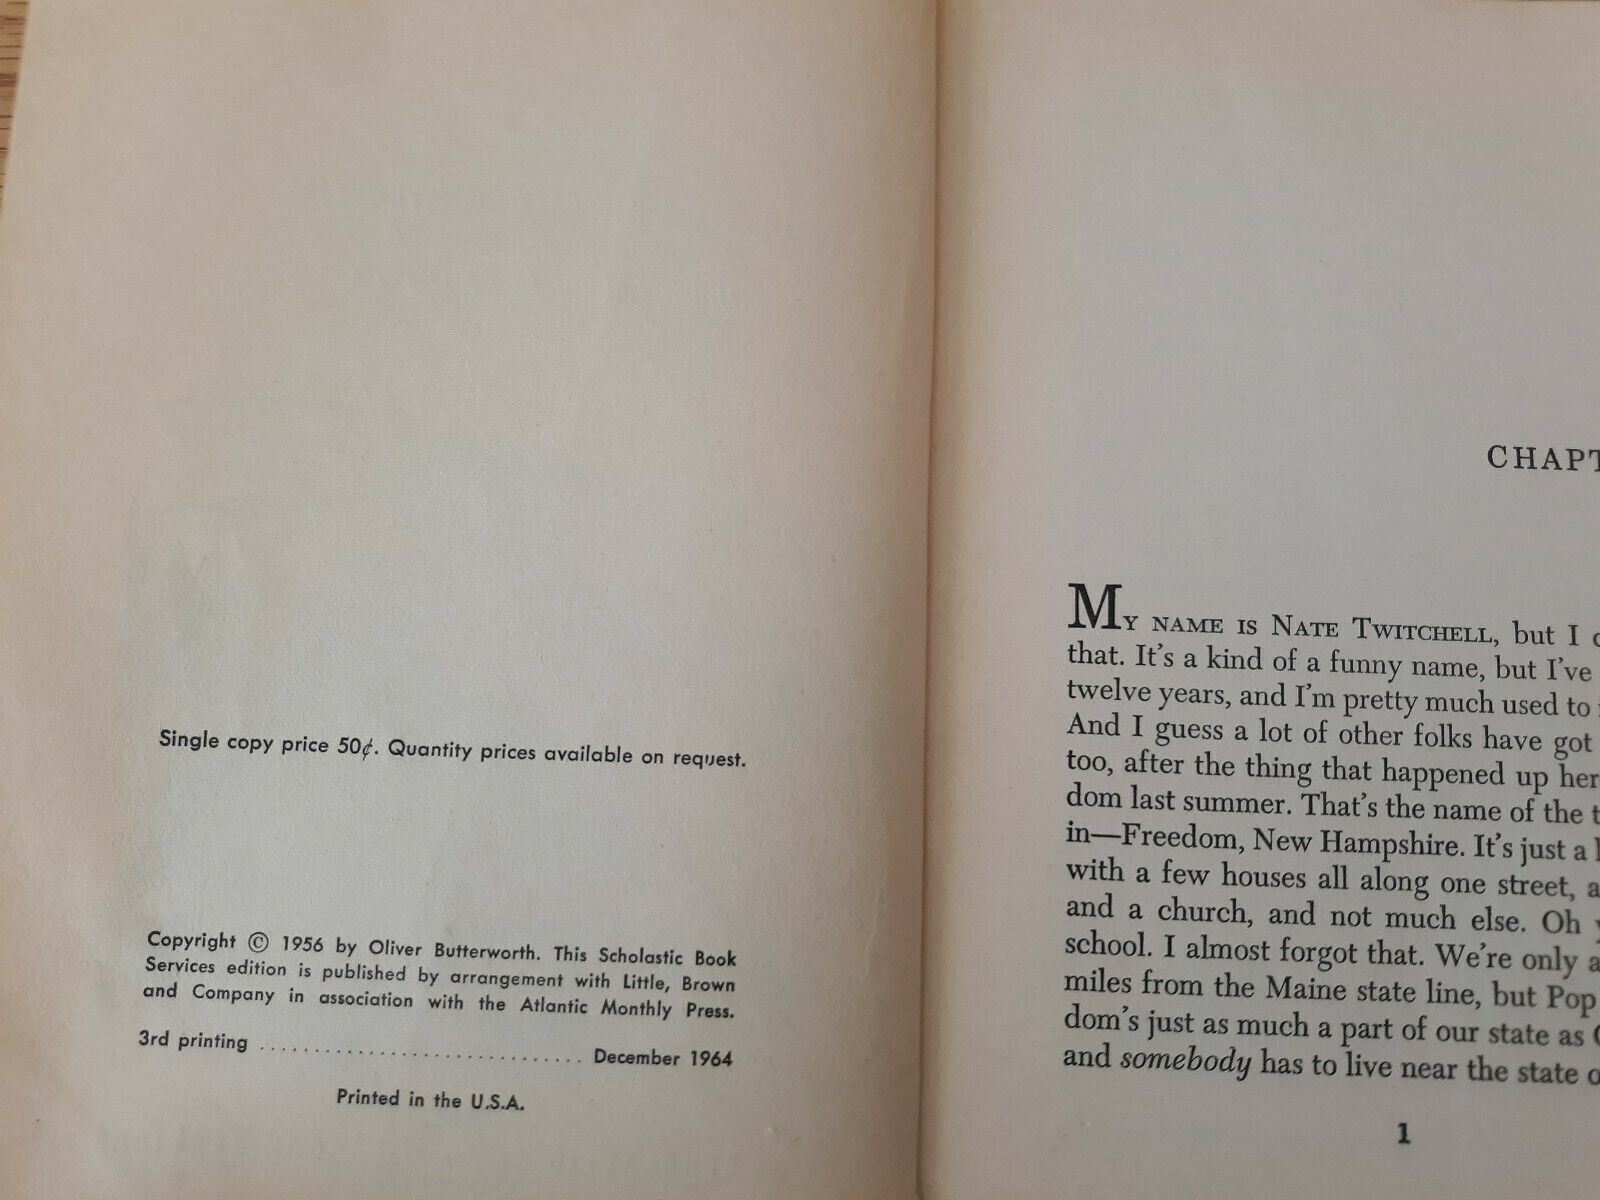 Single copy price 50¢. Quantity prices available on request.
Copyright © 1956 by Oliver Butterworth. This Scholastic Book
Services edition is published by arrangement with Little, Brown
and Company in association with the Atlantic Monthly Press.
3rd printing .............................. December 1964
Printed in the U.S.A.
CHAPT
My name is Nate Twitchell, but I
that. It's a kind of a funny name, but I've
twelve years, and I'm pretty much used to
And I guess a lot of other folks have got
too, after the thing that happened up her
dom last summer. That's the name of the t
in—Freedom, New Hampshire. It's just a
with a few houses all along one street, a
and a church, and not much else. Oh
school. I almost forgot that. We're only a
miles from the Maine state line, but Pop
dom's just as much a part of our state as
and somebody has to live near the state o
1